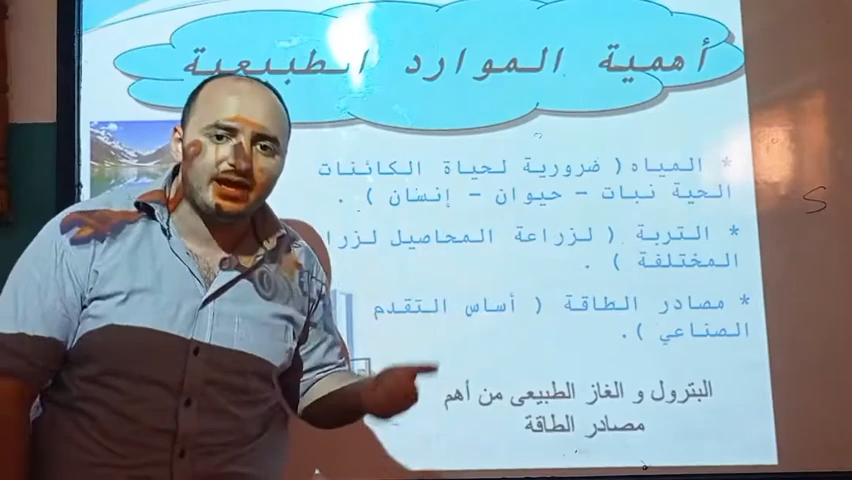 أهمية الموارد الطبيعية
* المياه ( ضرورية لحياة الكائنات
الحية نبات - حيوان - إنسان ) .
* التربة ( لزراعة المحاصيل
المختلفة ) .
* مصادر الطاقة ( أساس التقدم
الصناعي ).
البترول و الغاز الطبيعى من أهم
مصادر الطاقة